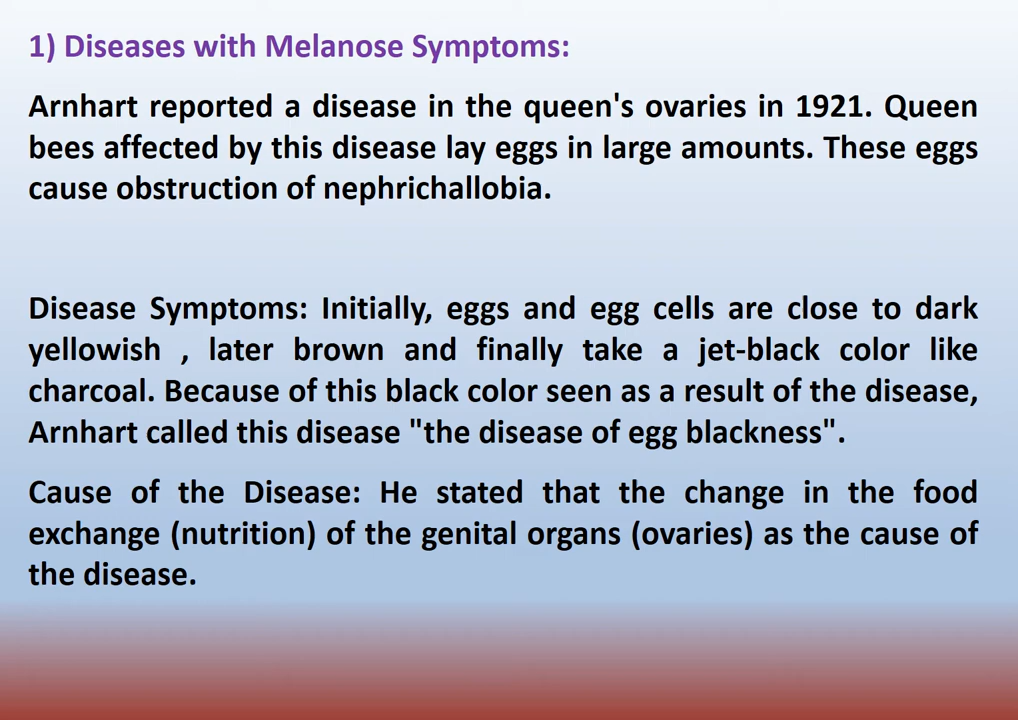 1) Diseases with Melanose Symptoms:
Arnhart reported a disease in the queen's ovaries in 1921. Queen
bees affected by this disease lay eggs in large amounts. These eggs
cause obstruction of nephrichallobia.
Disease Symptoms: Initially, eggs and egg cells are close to dark
yellowish , later brown and finally take a jet-black color like
charcoal. Because of this black color seen as a result of the disease,
Arnhart called this disease "the disease of egg blackness".
Cause of the Disease: He stated that the change in the food
exchange (nutrition) of the genital organs (ovaries) as the cause of
the disease.